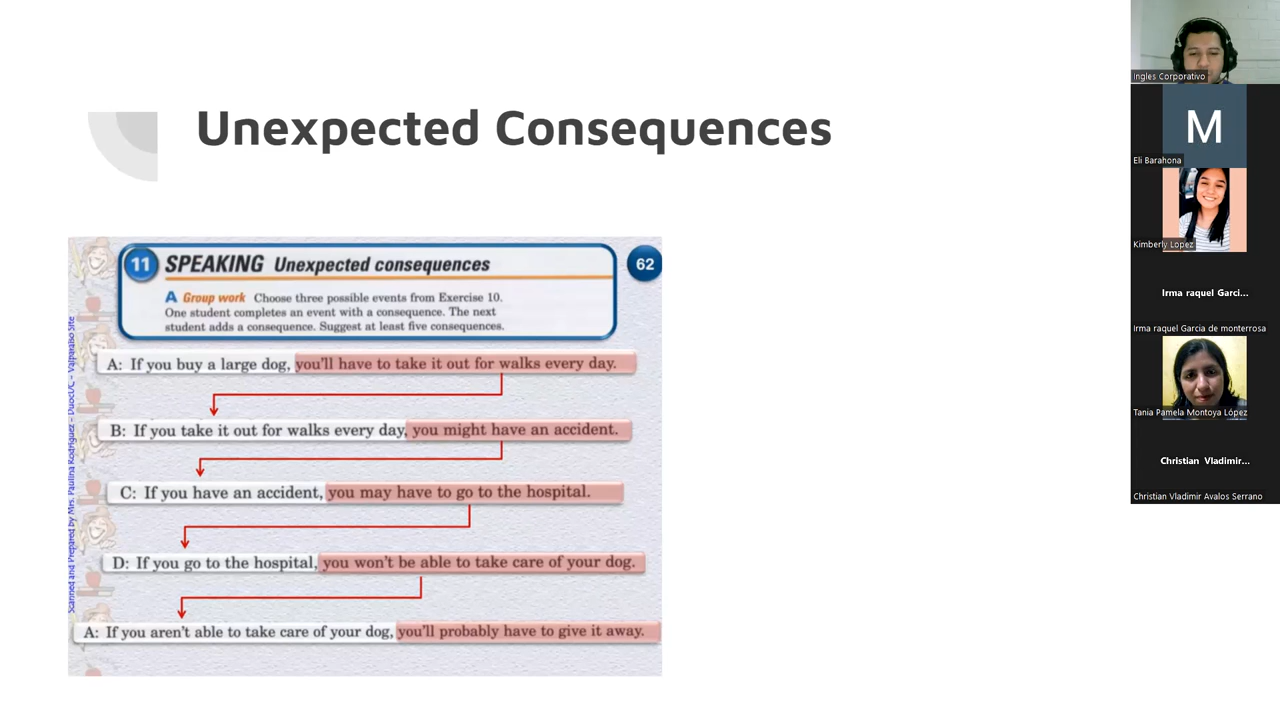 Unexpected Consequences
11 SPEAKING Unexpected consequences 62
A Group work Choose three possible events from Exercise 10.
One student completes an event with a consequence. The next
student adds a consequence. Suggest at least five consequences.
A: If you buy a large dog, you'll have to take it out for walks every day.
B: If you take it out for walks every day, you might have an accident.
C: If you have an accident, you may have to go to the hospital.
D: If you go to the hospital, you won't be able to take care of your dog.
A: If you aren't able to take care of your dog, you'll probably have to give it away.
Scanned and Prepared by Mrs. Paulina Rodriguez - DuocUC - Valparaíso Site
Ingles Corporativo
M
Eli Barahona
Kimberly Lopez
Irma raquel Garci...
Irma raquel Garcia de monterrosa
Tania Pamela Montoya López
Christian Vladimir...
Christian Vladimir Avalos Serrano